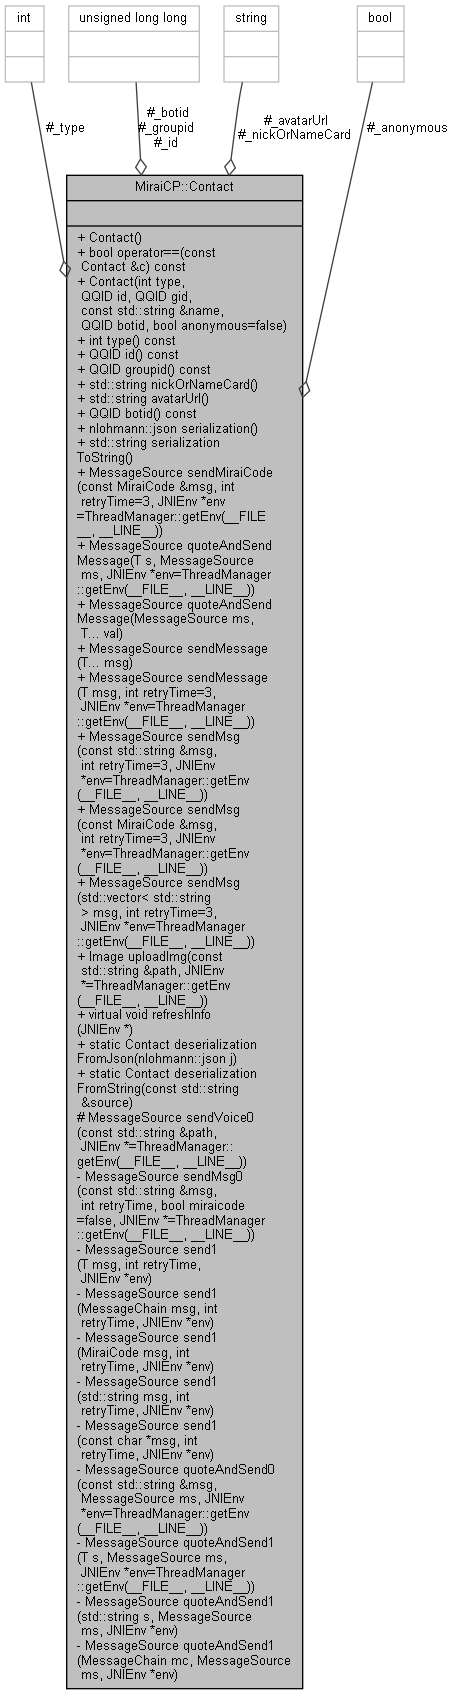 int
unsigned long long
string
bool
#_type
#_botid
#_groupid
#_id
#_avatarUrl
#_nickOrNameCard
#_anonymous
MiraiCP::Contact
+ Contact()
+ bool operator==(const
Contact &c) const
+ Contact(int type,
QQID id, QQID gid,
const std::string &name,
QQID botid, bool anonymous=false)
+ int type() const
+ QQID id() const
+ QQID groupid() const
+ std::string nickOrNameCard()
+ std::string avatarUrl()
+ QQID botid() const
+ nlohmann::json serialization()
+ std::string serialization
ToString()
+ MessageSource sendMiraiCode
(const MiraiCode &msg, int
retryTime=3, JNIEnv *env
=ThreadManager::getEnv(__FILE
__, __LINE__))
+ MessageSource quoteAndSend
Message(T s, MessageSource
ms, JNIEnv *env=ThreadManager
::getEnv(__FILE__, __LINE__))
+ MessageSource quoteAndSend
Message(MessageSource ms,
T... val)
+ MessageSource sendMessage
(T... msg)
+ MessageSource sendMessage
(T msg, int retryTime=3,
JNIEnv *env=ThreadManager
::getEnv(__FILE__, __LINE__))
+ MessageSource sendMsg
(const std::string &msg,
int retryTime=3, JNIEnv
*env=ThreadManager::getEnv
(__FILE__, __LINE__))
+ MessageSource sendMsg
(const MiraiCode &msg,
int retryTime=3, JNIEnv
*env=ThreadManager::getEnv
(__FILE__, __LINE__))
+ MessageSource sendMsg
(std::vector< std::string
> msg, int retryTime=3,
JNIEnv *env=ThreadManager
::getEnv(__FILE__, __LINE__))
+ Image uploadImg(const
std::string &path, JNIEnv
*=ThreadManager::getEnv
(__FILE__, __LINE__))
+ virtual void refreshInfo
(JNIEnv *)
+ static Contact deserialization
FromJson(nlohmann::json j)
+ static Contact deserialization
FromString(const std::string
&source)
# MessageSource sendVoice0
(const std::string &path,
JNIEnv *=ThreadManager::
getEnv(__FILE__, __LINE__))
- MessageSource sendMsg0
(const std::string &msg,
int retryTime, bool miraicode
=false, JNIEnv *=ThreadManager
::getEnv(__FILE__, __LINE__))
- MessageSource send1
(T msg, int retryTime,
JNIEnv *env)
- MessageSource send1
(MessageChain msg, int
retryTime, JNIEnv *env)
- MessageSource send1
(MiraiCode msg, int
retryTime, JNIEnv *env)
- MessageSource send1
(std::string msg, int
retryTime, JNIEnv *env)
- MessageSource send1
(const char *msg, int
retryTime, JNIEnv *env)
- MessageSource quoteAndSend0
(const std::string &msg,
MessageSource ms, JNIEnv
*env=ThreadManager::getEnv
(__FILE__, __LINE__))
- MessageSource quoteAndSend1
(T s, MessageSource ms,
JNIEnv *env=ThreadManager
::getEnv(__FILE__, __LINE__))
- MessageSource quoteAndSend1
(std::string s, MessageSource
ms, JNIEnv *env)
- MessageSource quoteAndSend1
(MessageChain mc, MessageSource
ms, JNIEnv *env)